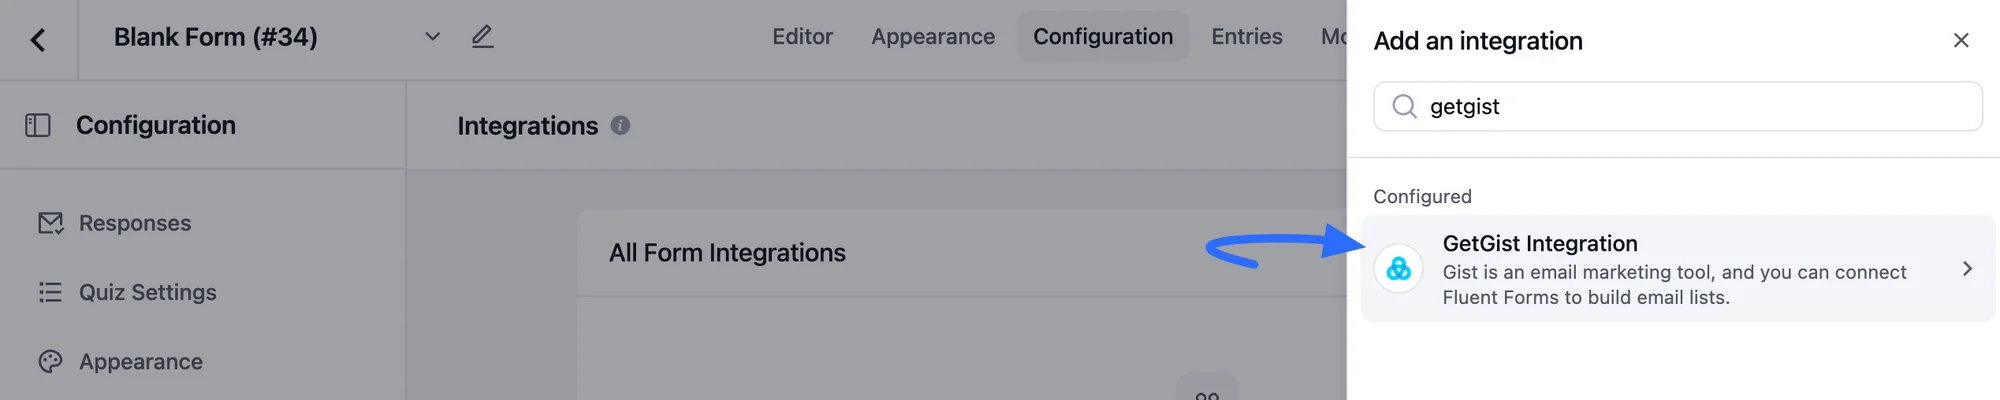 Blank Form (#34)
Editor
Appearance
Configuration
Entries
Configuration
Responses
Quiz Settings
Appearance
Integrations
All Form Integrations
Add an integration
getgist
Configured
GetGist Integration
Gist is an email marketing tool, and you can connect
Fluent Forms to build email lists.